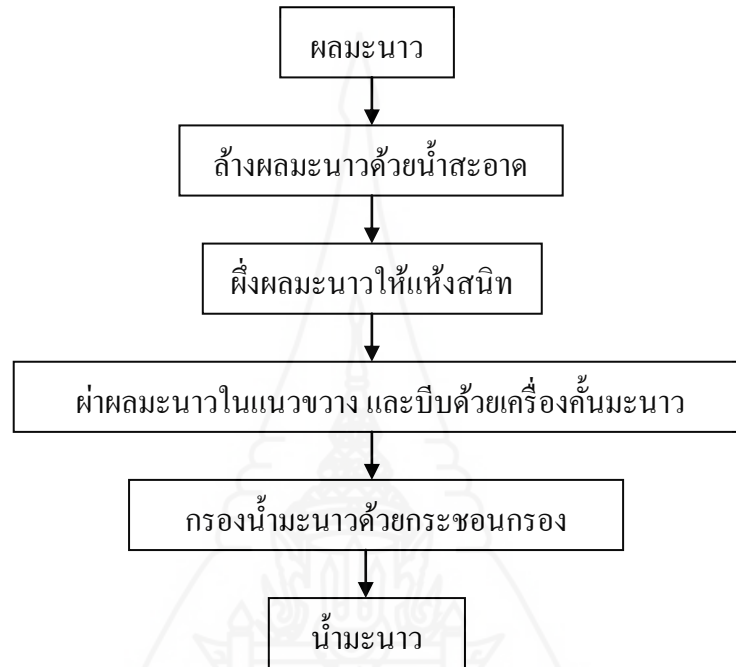 ผลมะนาว
ล้างผลมะนาวด้วยน้ำสะอาด
ผึ่งผลมะนาวให้แห้งสนิท
ผ่าผลมะนาวในแนวขวาง และบีบด้วยเครื่องคั้นมะนาว
กรองน้ำมะนาวด้วยกระชอนกรอง
น้ำมะนาว